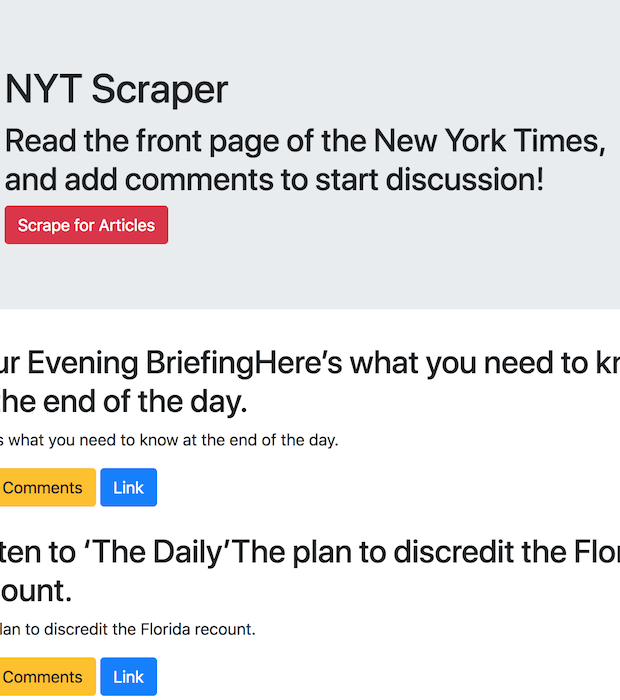 NYT Scraper
Read the front page of the New York Times,
and add comments to start discussion!
Scrape for Articles
ur Evening BriefingHere’s what you need to kn
he end of the day.
s what you need to know at the end of the day.
Comments Link
ten to ‘The Daily’The plan to discredit the Flor
ount.
lan to discredit the Florida recount.
Comments Link